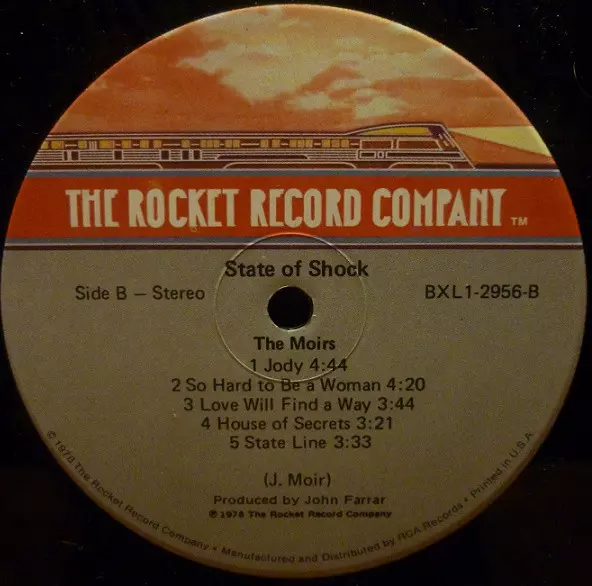 THE ROCKET RECORD COMPANY TM
State of Shock
Side B – Stereo
BXL1-2956-B
The Moirs
1 Jody 4:44
2 So Hard to Be a Woman 4:20
3 Love Will Find a Way 3:44
4 House of Secrets 3:21
5 State Line 3:33
(J. Moir)
Produced by John Farrar
℗ 1978 The Rocket Record Company
© 1978 The Rocket Record Company • Manufactured and Distributed by RCA Records • Printed in U.S.A.